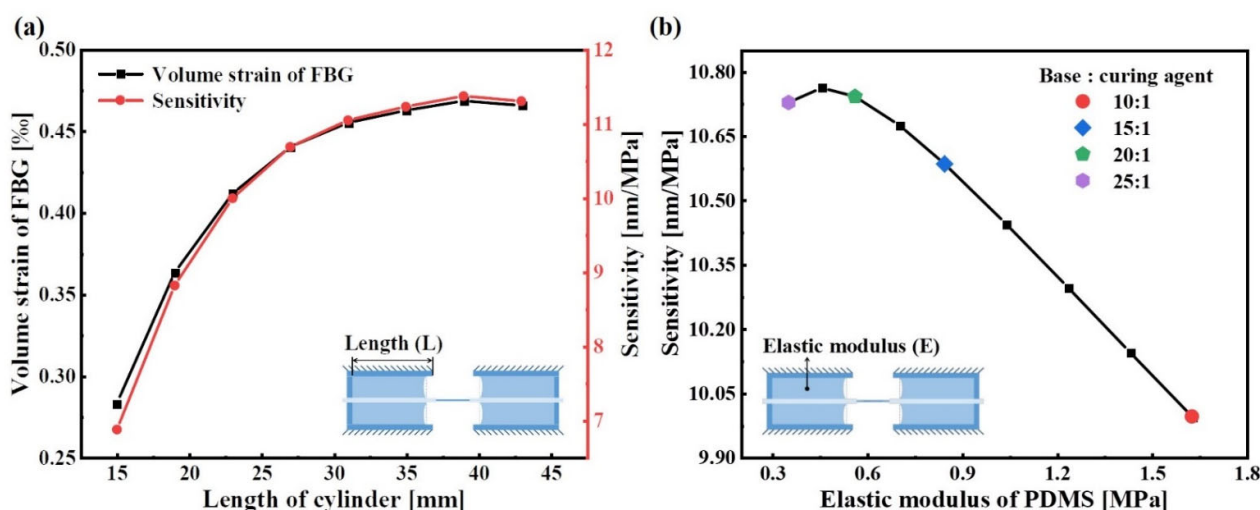 (a)
Volume strain of FBG [‰]
0.50
0.45
0.40
0.35
0.30
0.25
Volume strain of FBG
Sensitivity
Length (L)
15 20 25 30 35 40 45
Length of cylinder [mm]
12
11
10
9
8
7
Sensitivity [nm/MPa]
(b)
Sensitivity [nm/MPa]
10.80
10.65
10.50
10.35
10.20
10.05
9.90
Base : curing agent
10:1
15:1
20:1
25:1
Elastic modulus (E)
0.3 0.6 0.9 1.2 1.5 1.8
Elastic modulus of PDMS [MPa]